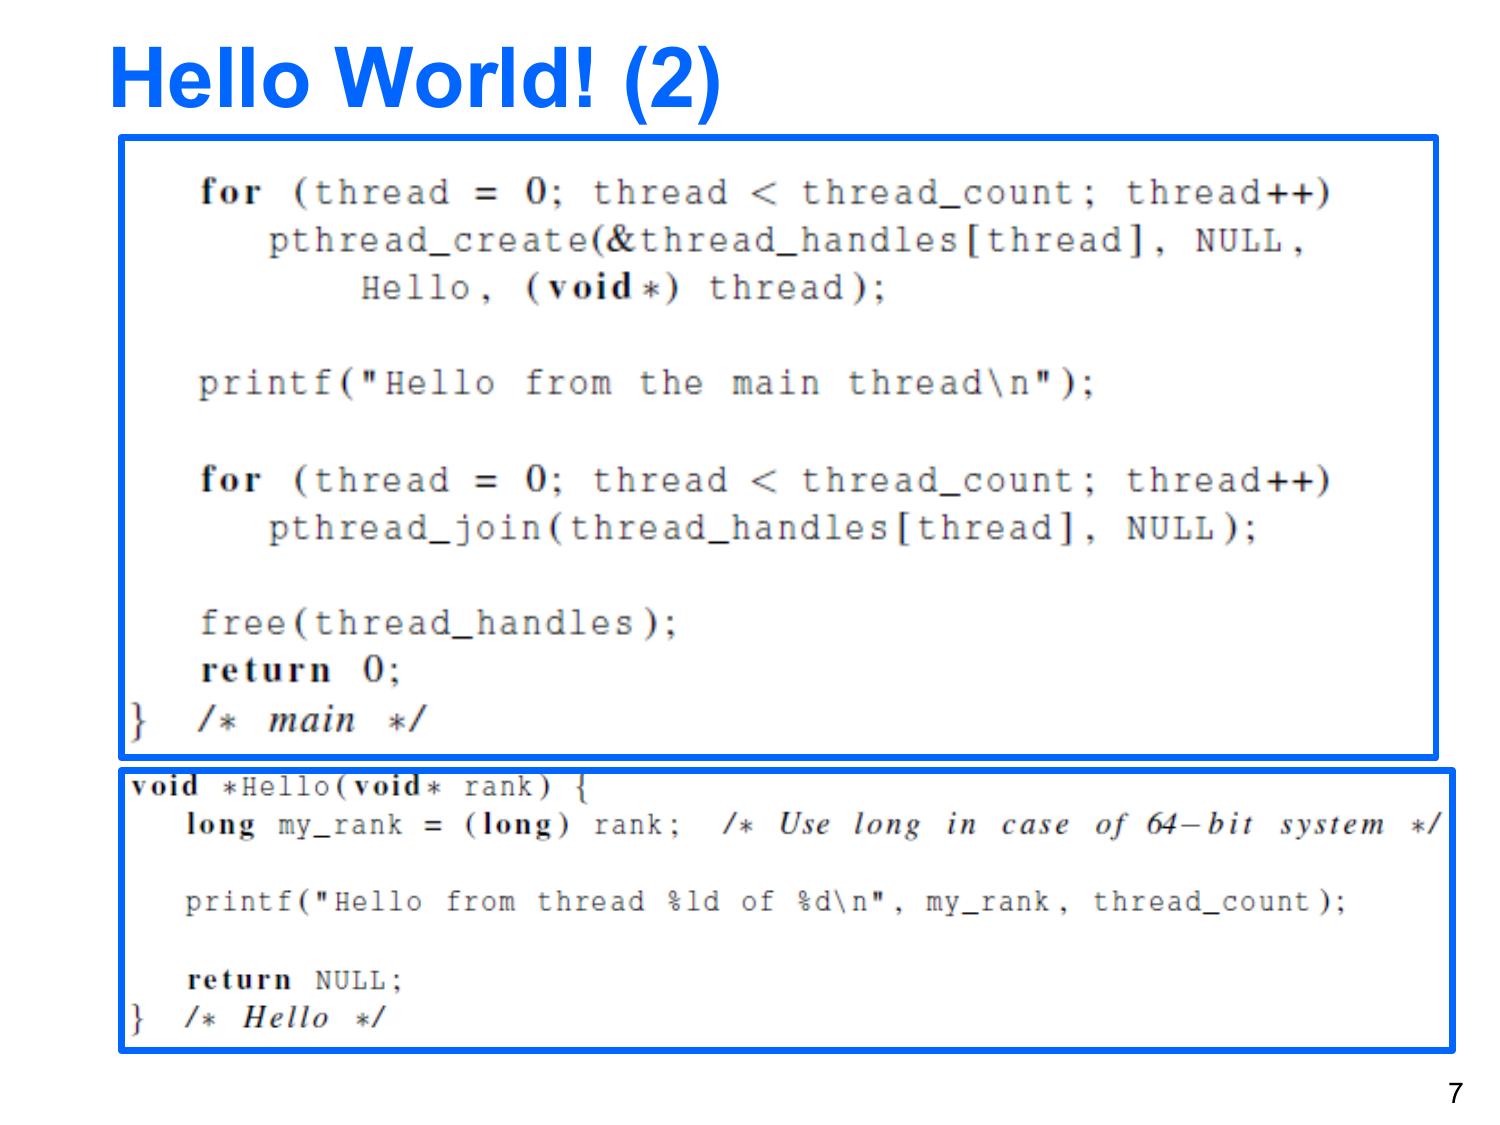 Hello World! (2)
for (thread = 0; thread < thread_count; thread++)
pthread_create(&thread_handles[thread], NULL,
Hello, (void*) thread);
printf("Hello from the main thread\n");
for (thread = 0; thread < thread_count; thread++)
pthread_join(thread_handles[thread], NULL);
free(thread_handles);
return 0;
} /* main */
void *Hello(void* rank) {
long my_rank = (long) rank; /* Use long in case of 64-bit system */
printf("Hello from thread %ld of %d\n", my_rank, thread_count);
return NULL;
} /* Hello */
7